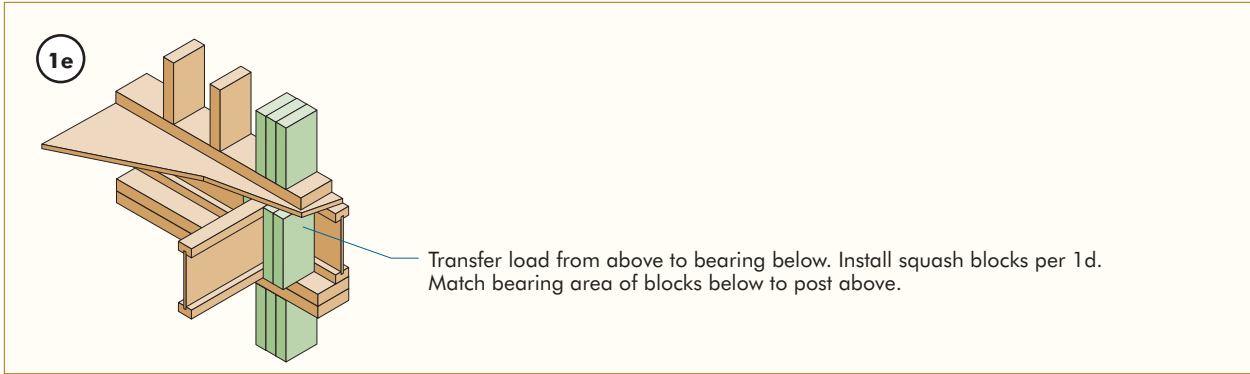 1e
Transfer load from above to bearing below. Install squash blocks per 1d.
Match bearing area of blocks below to post above.